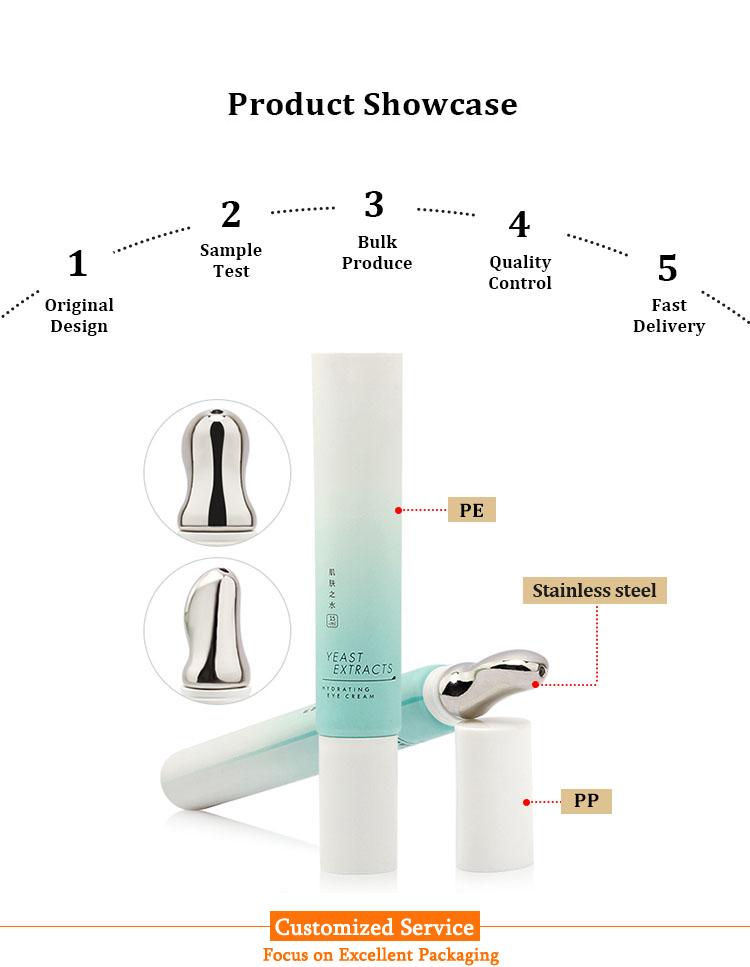 Product Showcase
1
Original
Design
2
Sample
Test
3
Bulk
Produce
4
Quality
Control
5
Fast
Delivery
PE
Stainless steel
肌肤之水
15
YEAST
EXTRACTS
HYDRATING
EYE CREAM
PP
Customized Service
Focus on Excellent Packaging